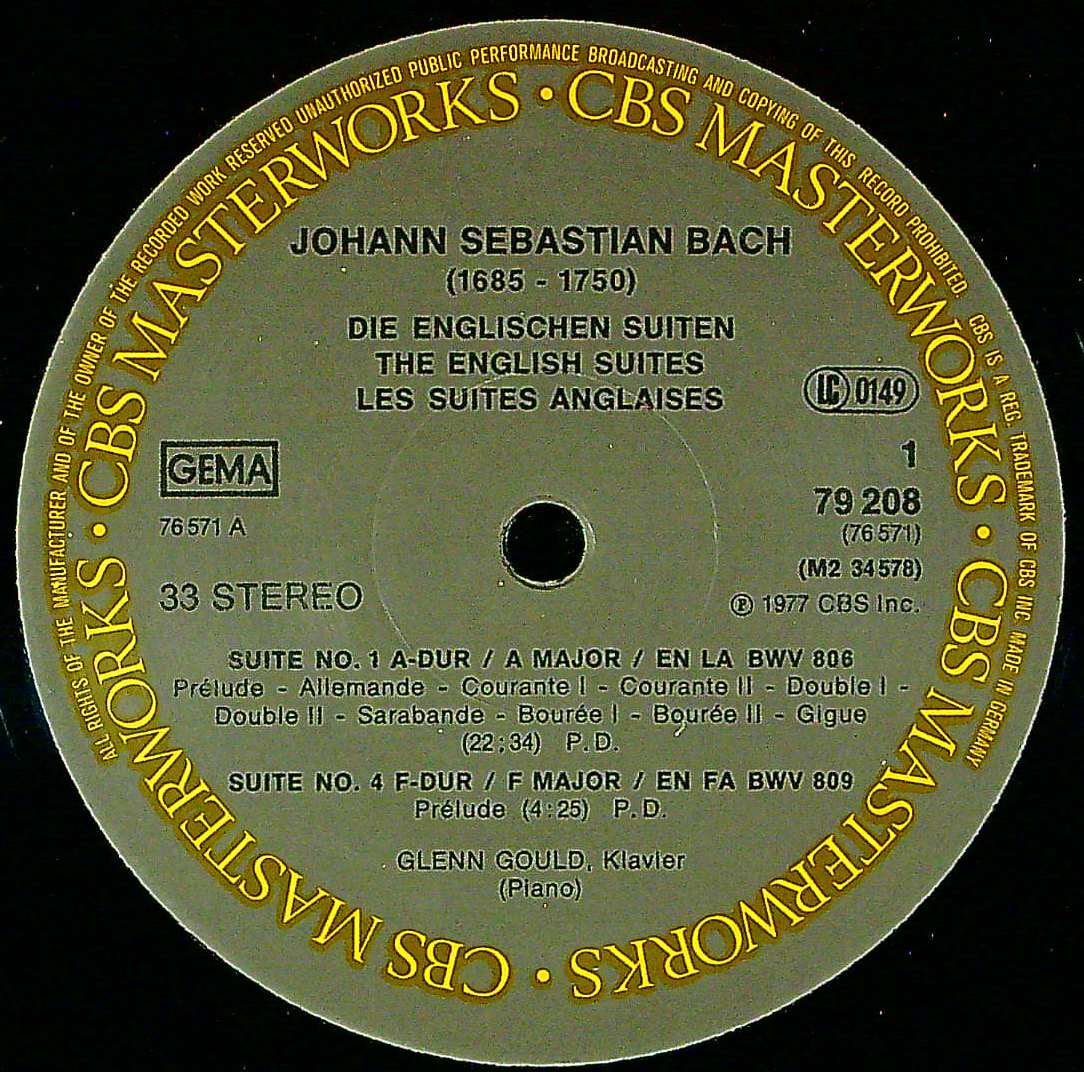 ALL RIGHTS OF THE MANUFACTURER AND OF THE OWNER OF THE RECORDED WORK RESERVED UNAUTHORIZED PUBLIC PERFORMANCE BROADCASTING AND COPYING OF THIS RECORD PROHIBITED. CBS IS A REG. TRADEMARK OF CBS INC. MADE IN GERMANY
CBS MASTERWORKS · CBS MASTERWORKS · CBS MASTERWORKS · CBS MASTERWORKS ·
JOHANN SEBASTIAN BACH
(1685 - 1750)
DIE ENGLISCHEN SUITEN
THE ENGLISH SUITES
LES SUITES ANGLAISES
LC 0149
GEMA
1
79 208
76 571 A
(76 571)
(M2 34578)
33 STEREO
℗ 1977 CBS Inc.
SUITE NO. 1 A-DUR / A MAJOR / EN LA BWV 806
Prélude - Allemande - Courante I - Courante II - Double I -
Double II - Sarabande - Bourée I - Bourée II - Gigue
(22:34) P.D.
SUITE NO. 4 F-DUR / F MAJOR / EN FA BWV 809
Prélude (4:25) P.D.
GLENN GOULD, Klavier
(Piano)